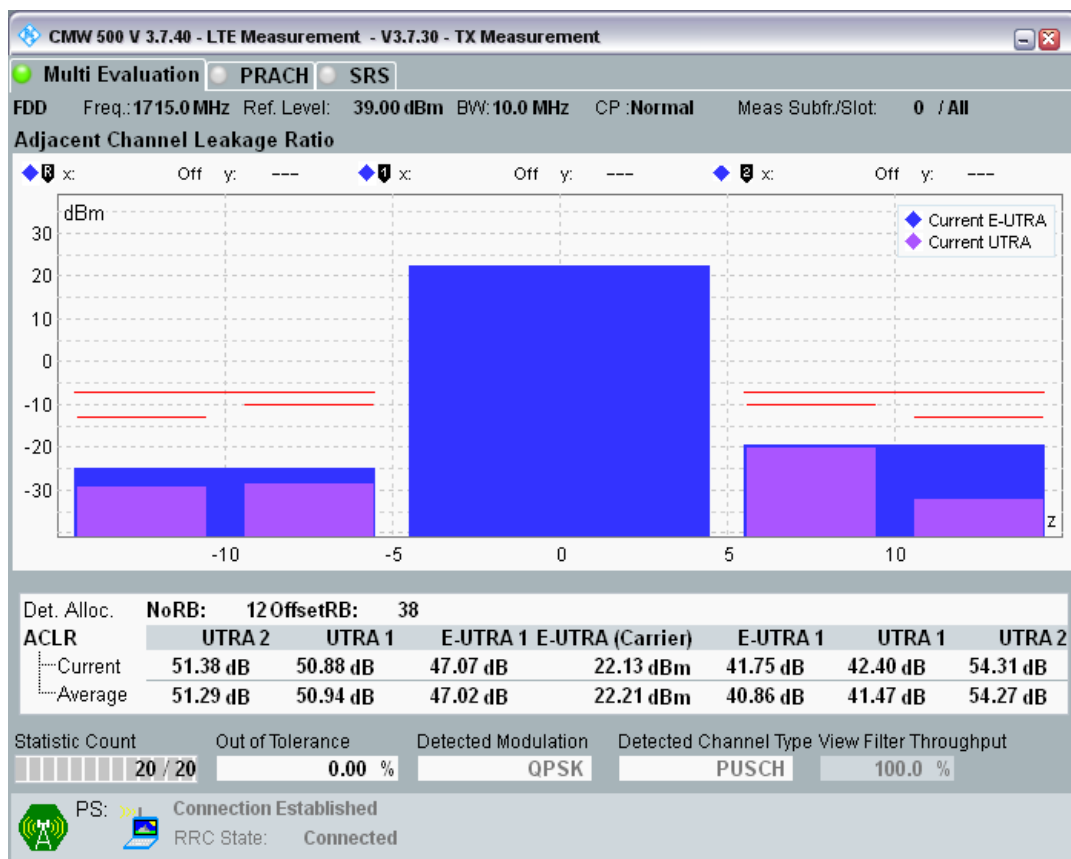 CMW 500 V 3.7.40 - LTE Measurement - V3.7.30 - TX Measurement
Multi Evaluation PRACH SRS
FDD Freq.:1715.0 MHz Ref. Level: 39.00 dBm BW: 10.0 MHz CP :Normal Meas Subfr./Slot: 0 / All
Adjacent Channel Leakage Ratio
R x: Off y: --- 1 x: Off y: --- 2 x: Off y: ---
dBm
Current E-UTRA
Current UTRA
30
20
10
0
-10
-20
-30
z
-10 -5 0 5 10
Det. Alloc. NoRB: 12 OffsetRB: 38
ACLR UTRA 2 UTRA 1 E-UTRA 1 E-UTRA (Carrier) E-UTRA 1 UTRA 1 UTRA 2
Current 51.38 dB 50.88 dB 47.07 dB 22.13 dBm 41.75 dB 42.40 dB 54.31 dB
Average 51.29 dB 50.94 dB 47.02 dB 22.21 dBm 40.86 dB 41.47 dB 54.27 dB
Statistic Count Out of Tolerance Detected Modulation Detected Channel Type View Filter Throughput
20 / 20 0.00 % QPSK PUSCH 100.0 %
PS: Connection Established
RRC State: Connected